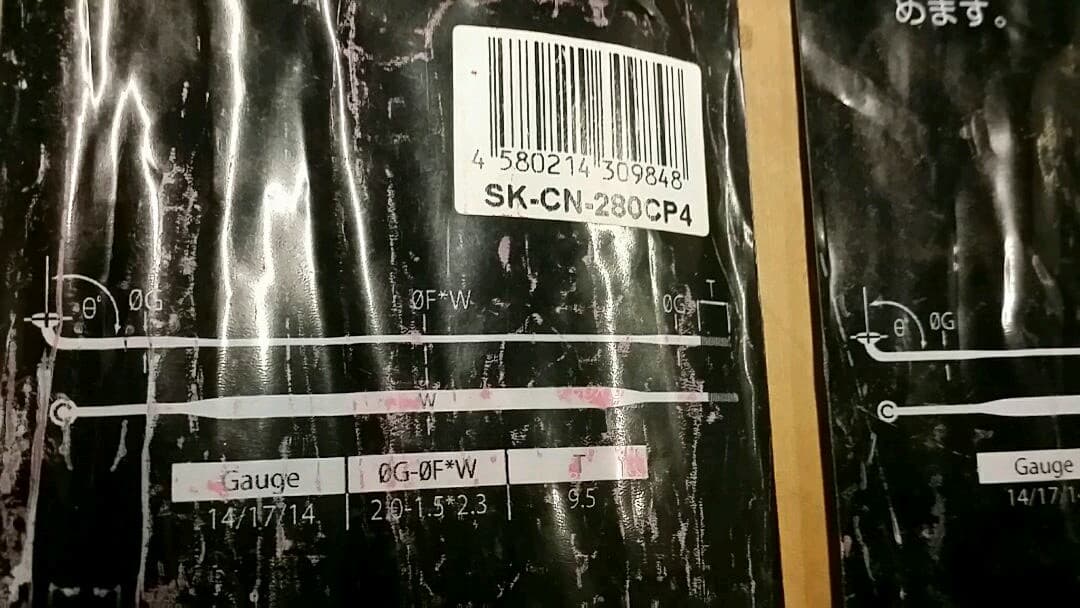 めます。
4 580214 309848
SK-CN-280CP4
θ° ØG ØF*W ØG T
W
Gauge ØG-ØF*W T
14/17/14 2.0-1.5*2.3 9.5
θ° ØG
Gauge